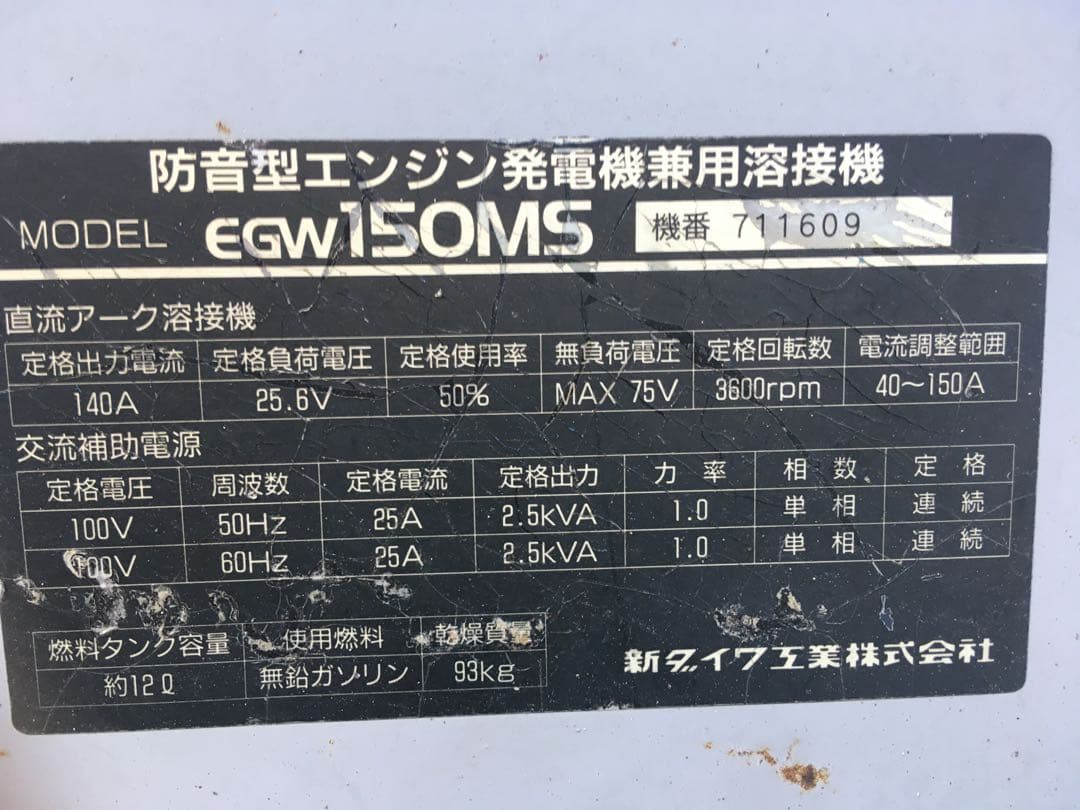 防音型エンジン発電機兼用溶接機
MODEL EGW150MS 機番 711609
直流アーク溶接機
定格出力電流 定格負荷電圧 定格使用率 無負荷電圧 定格回転数 電流調整範囲
140A 25.6V 50% MAX 75V 3600rpm 40～150A
交流補助電源
定格電圧 周波数 定格電流 定格出力 力率 相数 定格
100V 50Hz 25A 2.5kVA 1.0 単相 連続
100V 60Hz 25A 2.5kVA 1.0 単相 連続
燃料タンク容量 使用燃料 乾燥質量
約12ℓ 無鉛ガソリン 93kg
新ダイワ工業株式会社